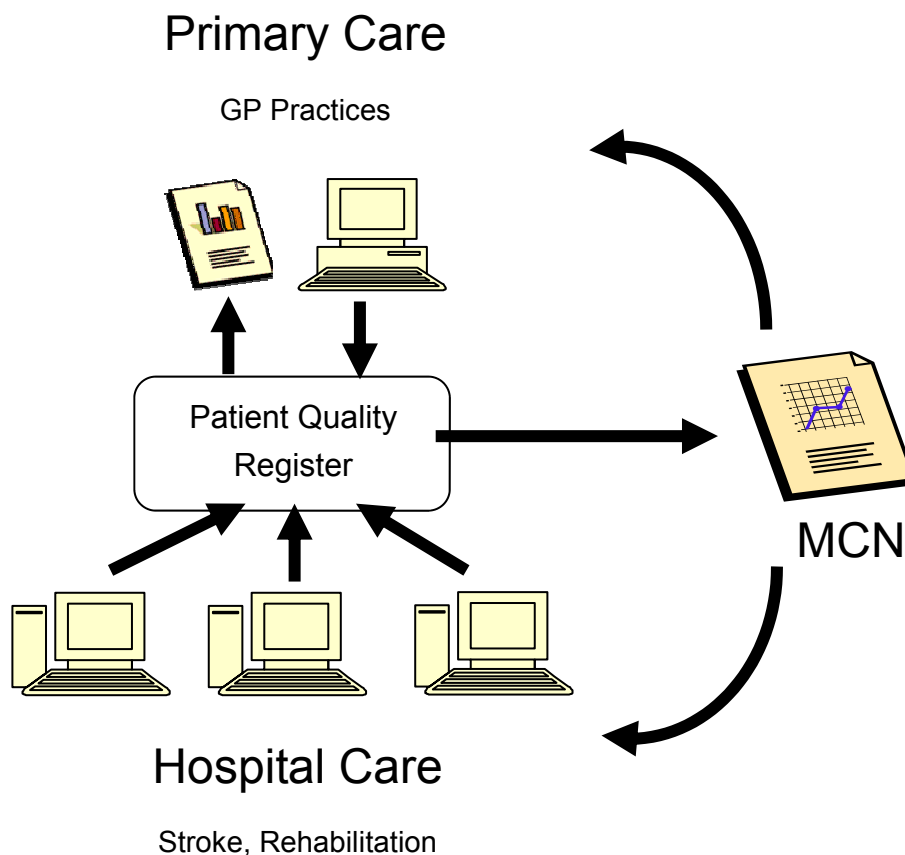 Primary Care
GP Practices
Patient Quality
Register
MCN
Hospital Care
Stroke, Rehabilitation